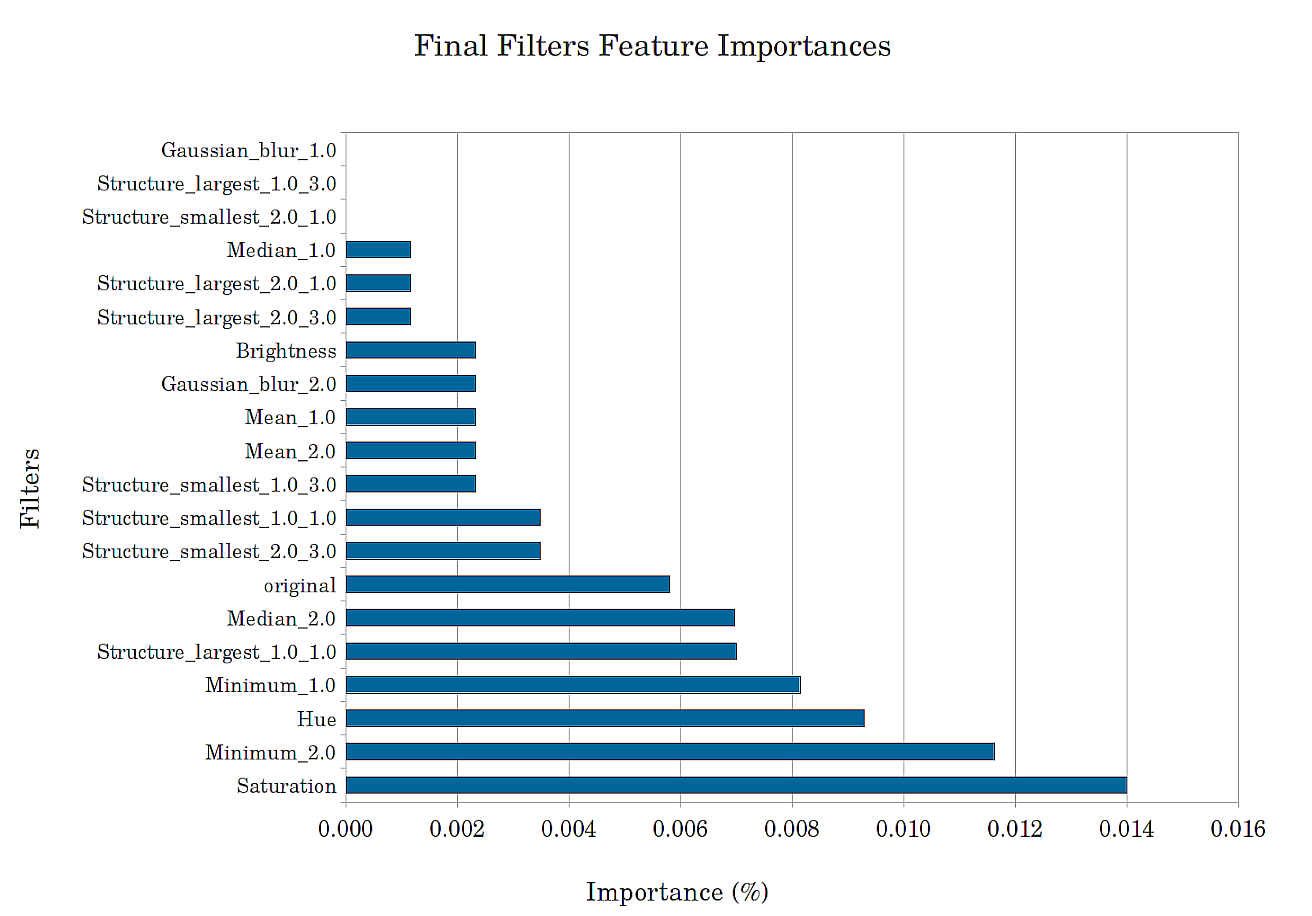 Final Filters Feature Importances
Gaussian_blur_1.0
Structure_largest_1.0_3.0
Structure_smallest_2.0_1.0
Median_1.0
Structure_largest_2.0_1.0
Structure_largest_2.0_3.0
Brightness
Gaussian_blur_2.0
Mean_1.0
Mean_2.0
Structure_smallest_1.0_3.0
Structure_smallest_1.0_1.0
Structure_smallest_2.0_3.0
original
Median_2.0
Structure_largest_1.0_1.0
Minimum_1.0
Hue
Minimum_2.0
Saturation
Filters
0.000 0.002 0.004 0.006 0.008 0.010 0.012 0.014 0.016
Importance (%)